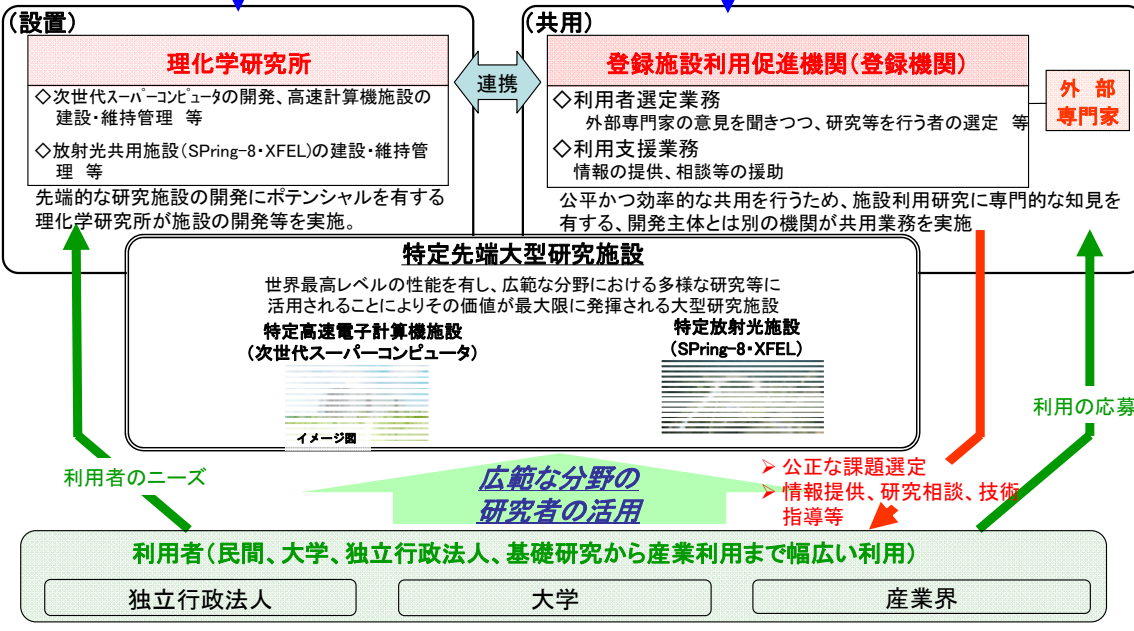 (設置)
理化学研究所
◇次世代スーパーコンピュータの開発、高速計算機施設の
建設・維持管理 等
◇放射光共用施設(SPring-8・XFEL)の建設・維持管
理 等
先端的な研究施設の開発にポテンシャルを有する
理化学研究所が施設の開発等を実施。
連携
(共用)
登録施設利用促進機関(登録機関)
◇利用者選定業務
外部専門家の意見を聞きつつ、研究等を行う者の選定 等
◇利用支援業務
情報の提供、相談等の援助
公平かつ効率的な共用を行うため、施設利用研究に専門的な知見を
有する、開発主体とは別の機関が共用業務を実施
外 部
専門家
特定先端大型研究施設
世界最高レベルの性能を有し、広範な分野における多様な研究等に
活用されることによりその価値が最大限に発揮される大型研究施設
特定高速電子計算機施設
(次世代スーパーコンピュータ)
イメージ図
特定放射光施設
(SPring-8・XFEL)
利用者のニーズ
広範な分野の
研究者の活用
➢ 公正な課題選定
➢ 情報提供、研究相談、技術
指導等
利用の応募
利用者(民間、大学、独立行政法人、基礎研究から産業利用まで幅広い利用)
独立行政法人
大学
産業界